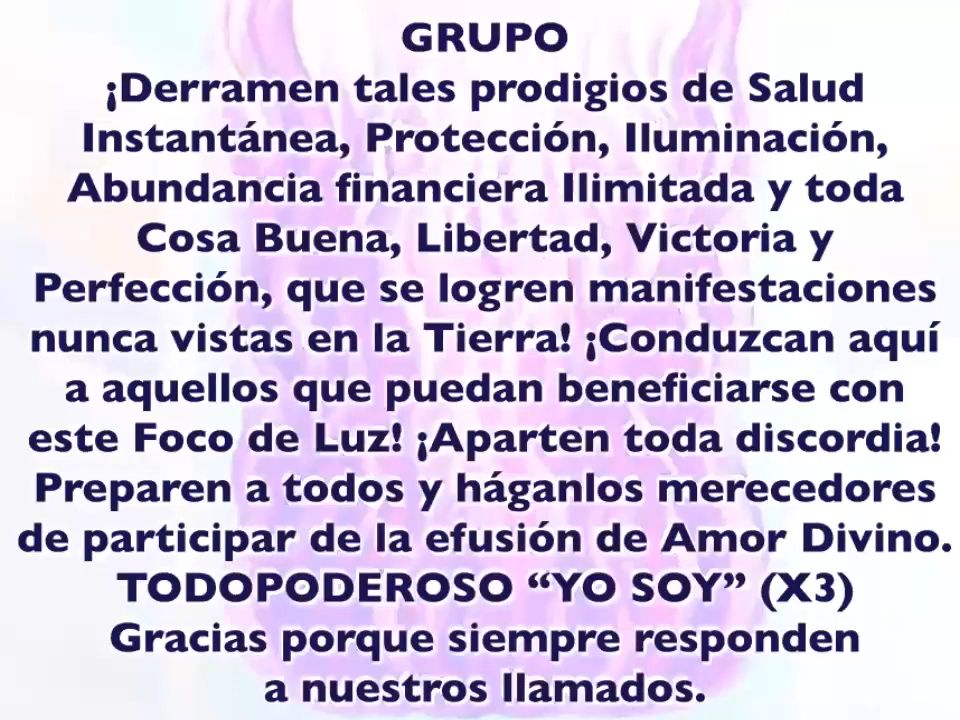 GRUPO
¡Derramen tales prodigios de Salud
Instantánea, Protección, Iluminación,
Abundancia financiera Ilimitada y toda
Cosa Buena, Libertad, Victoria y
Perfección, que se logren manifestaciones
nunca vistas en la Tierra! ¡Conduzcan aquí
a aquellos que puedan beneficiarse con
este Foco de Luz! ¡Aparten toda discordia!
Preparen a todos y háganlos merecedores
de participar de la efusión de Amor Divino.
TODOPODEROSO “YO SOY” (X3)
Gracias porque siempre responden
a nuestros llamados.